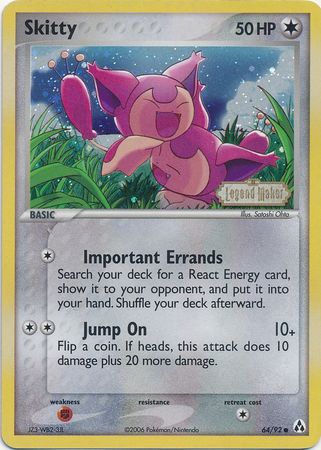 Skitty
50 HP
Legend Maker
BASIC
Illus. Satoshi Ohta
Important Errands
Search your deck for a React Energy card,
show it to your opponent, and put it into
your hand. Shuffle your deck afterward.
Jump On 10+
Flip a coin. If heads, this attack does 10
damage plus 20 more damage.
weakness resistance retreat cost
JZ3-WB2-38 ©2006 Pokémon/Nintendo 64/92